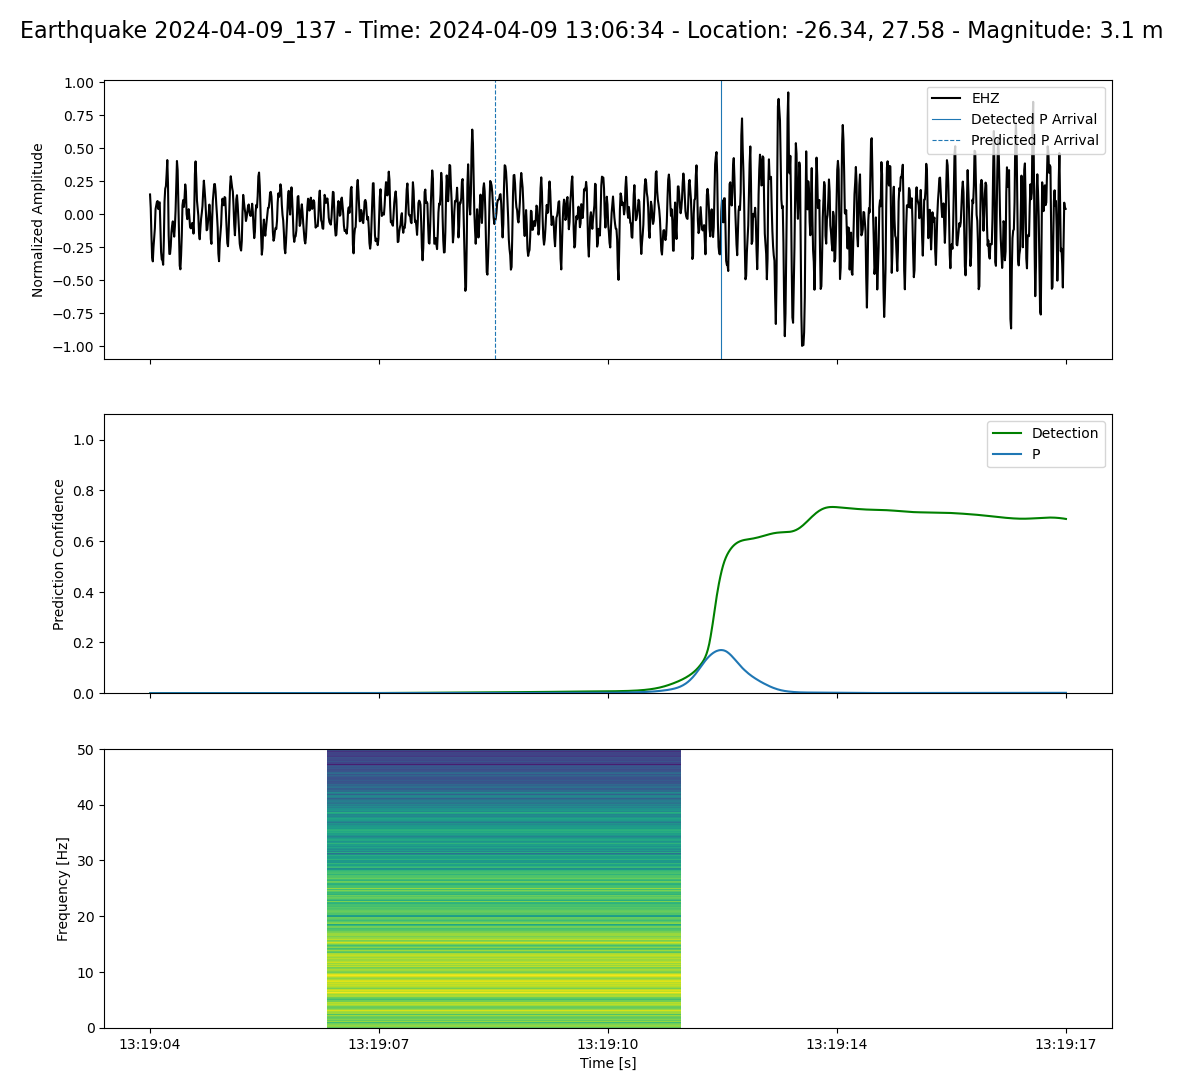 Earthquake 2024-04-09_137 - Time: 2024-04-09 13:06:34 - Location: -26.34, 27.58 - Magnitude: 3.1 m
Normalized Amplitude
1.00
0.75
0.50
0.25
0.00
−0.25
−0.50
−0.75
−1.00
EHZ
Detected P Arrival
Predicted P Arrival
Prediction Confidence
1.0
0.8
0.6
0.4
0.2
0.0
Detection
P
Frequency [Hz]
50
40
30
20
10
0
13:19:04 13:19:07 13:19:10 13:19:14 13:19:17
Time [s]